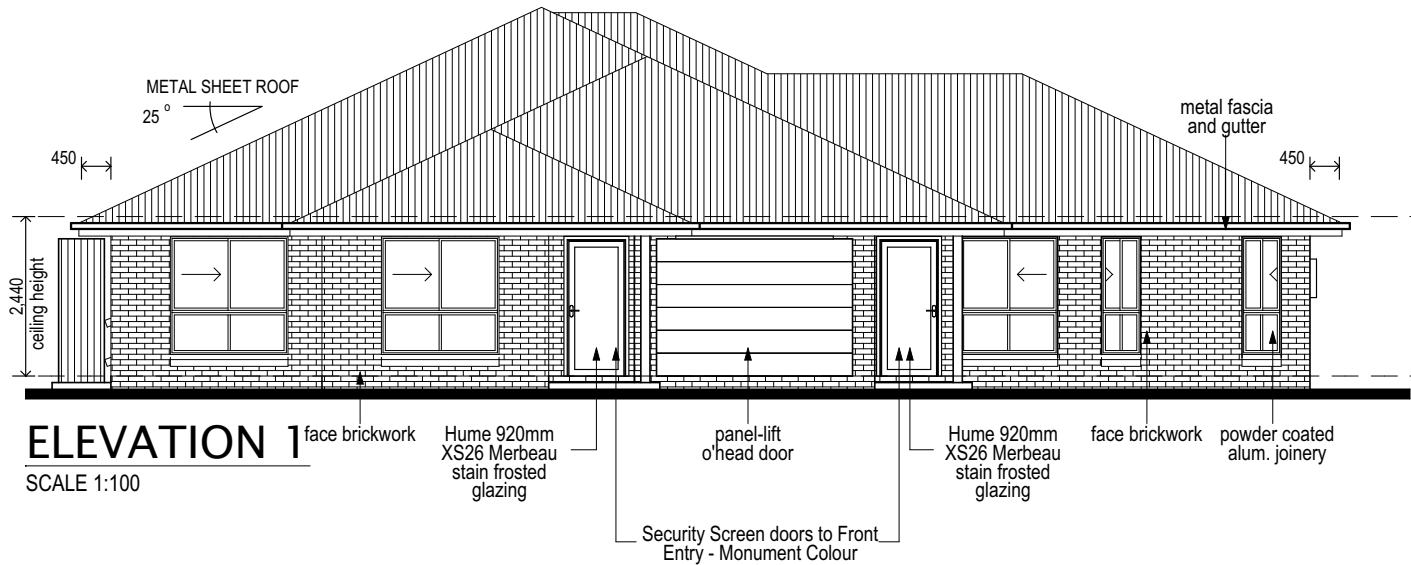 METAL SHEET ROOF
25 °
metal fascia
and gutter
450
450
2,440
ceiling height
ELEVATION 1
SCALE 1:100
face brickwork
Hume 920mm
XS26 Merbeau
stain frosted
glazing
panel-lift
o'head door
Hume 920mm
XS26 Merbeau
stain frosted
glazing
face brickwork
powder coated
alum. joinery
Security Screen doors to Front
Entry - Monument Colour